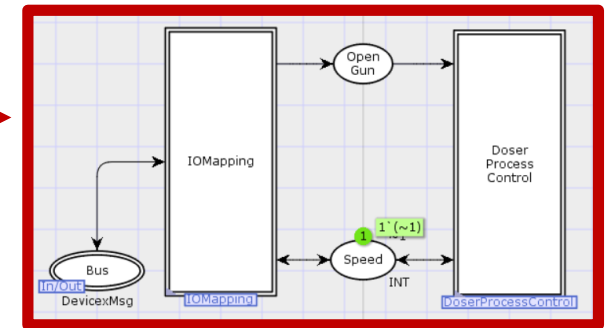 Open
Gun
IOMapping
Doser
Process
Control
1
1`(~1)
Speed
INT
Bus
In/Out
DevicexMsg
IOMapping
DoserProcessControl